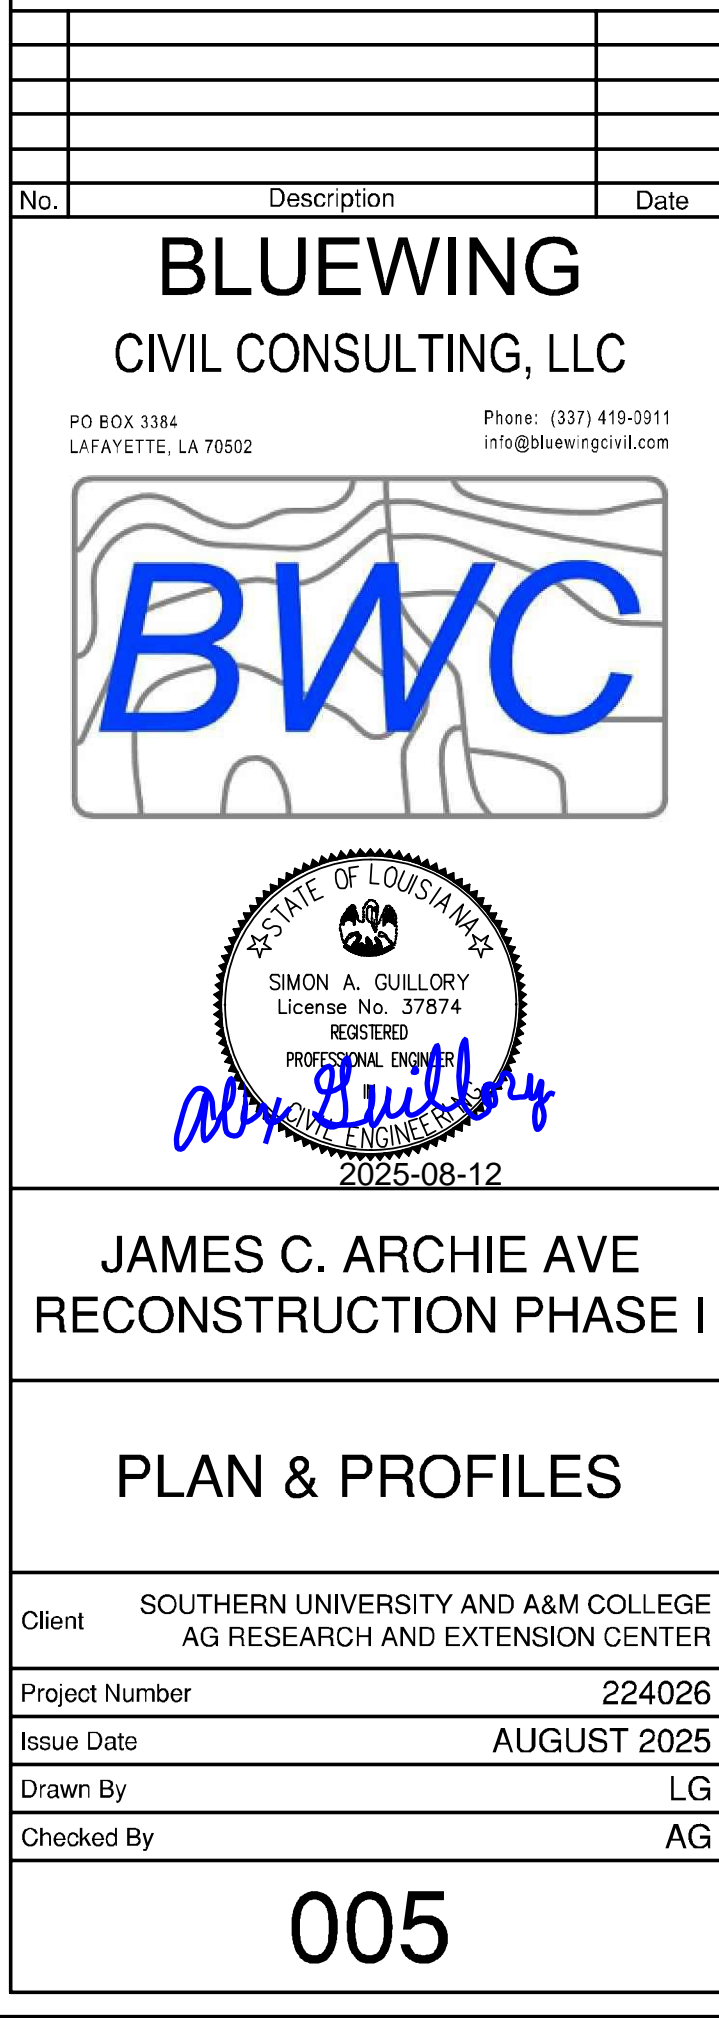 No. Description Date
BLUEWING
CIVIL CONSULTING, LLC
PO BOX 3384
LAFAYETTE, LA 70502
Phone: (337) 419-0911
info@bluewingcivil.com
BWC
STATE OF LOUISIANA
SIMON A. GUILLORY
License No. 37874
REGISTERED
PROFESSIONAL ENGINEER
IN
CIVIL ENGINEERING
Alex Guillory
2025-08-12
JAMES C. ARCHIE AVE
RECONSTRUCTION PHASE I
PLAN & PROFILES
Client SOUTHERN UNIVERSITY AND A&M COLLEGE
AG RESEARCH AND EXTENSION CENTER
Project Number 224026
Issue Date AUGUST 2025
Drawn By LG
Checked By AG
005